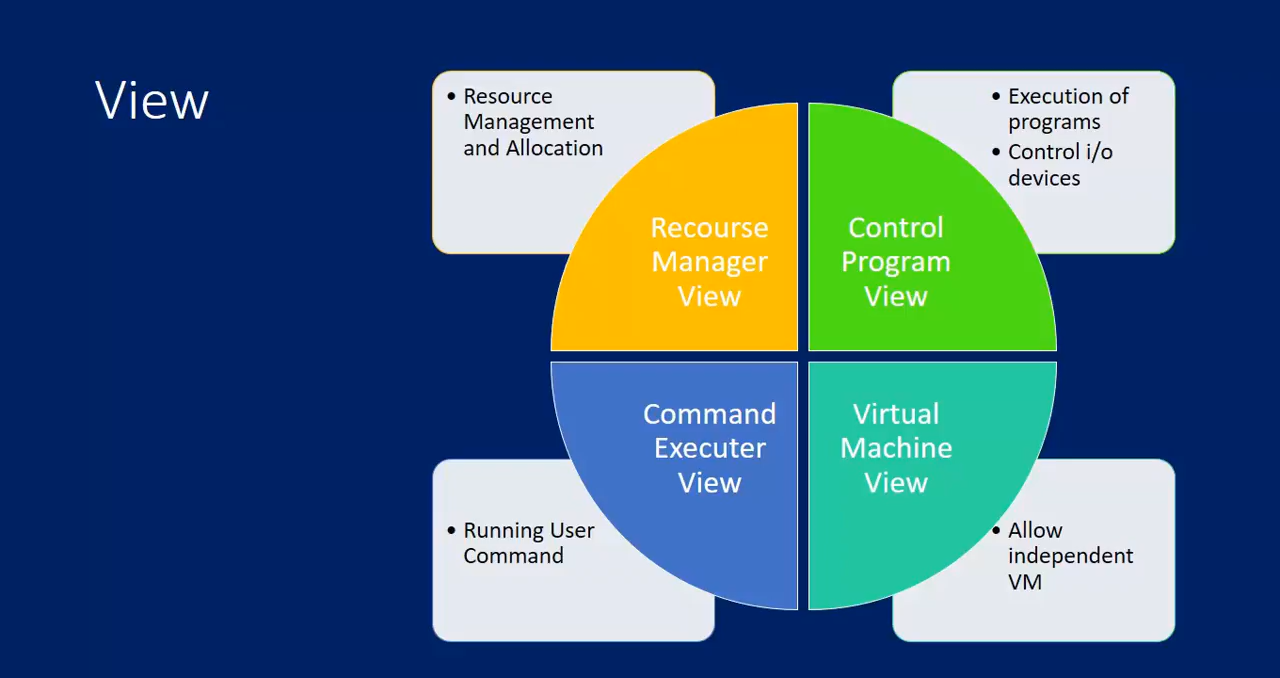 View
• Resource
Management
and Allocation
• Execution of
programs
• Control i/o
devices
Recourse
Manager
View
Control
Program
View
Command
Executer
View
Virtual
Machine
View
• Running User
Command
• Allow
independent
VM